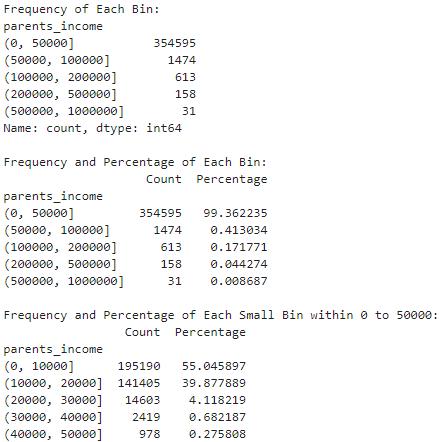 Frequency of Each Bin:
parents_income
(0, 50000]           354595
(50000, 100000]        1474
(100000, 200000]        613
(200000, 500000]        158
(500000, 1000000]        31
Name: count, dtype: int64

Frequency and Percentage of Each Bin:
                    Count  Percentage
parents_income
(0, 50000]         354595   99.362235
(50000, 100000]      1474    0.413034
(100000, 200000]      613    0.171771
(200000, 500000]      158    0.044274
(500000, 1000000]      31    0.008687

Frequency and Percentage of Each Small Bin within 0 to 50000:
                 Count  Percentage
parents_income
(0, 10000]      195190   55.045897
(10000, 20000]  141405   39.877889
(20000, 30000]   14603    4.118219
(30000, 40000]    2419    0.682187
(40000, 50000]     978    0.275808